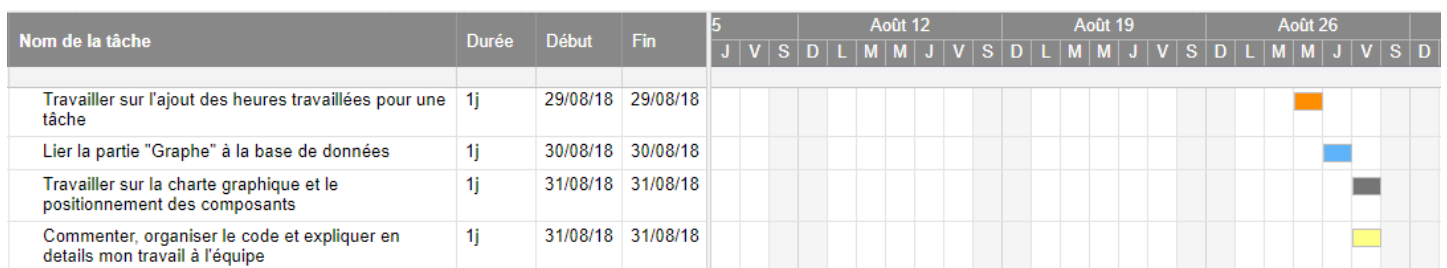 Nom de la tâche Durée Début Fin 5 Août 12 Août 19 Août 26
J V S D L M M J V S D L M M J V S D L M M J V S D
Travailler sur l'ajout des heures travaillées pour une 1j 29/08/18 29/08/18
tâche
Lier la partie "Graphe" à la base de données 1j 30/08/18 30/08/18
Travailler sur la charte graphique et le 1j 31/08/18 31/08/18
positionnement des composants
Commenter, organiser le code et expliquer en 1j 31/08/18 31/08/18
details mon travail à l'équipe